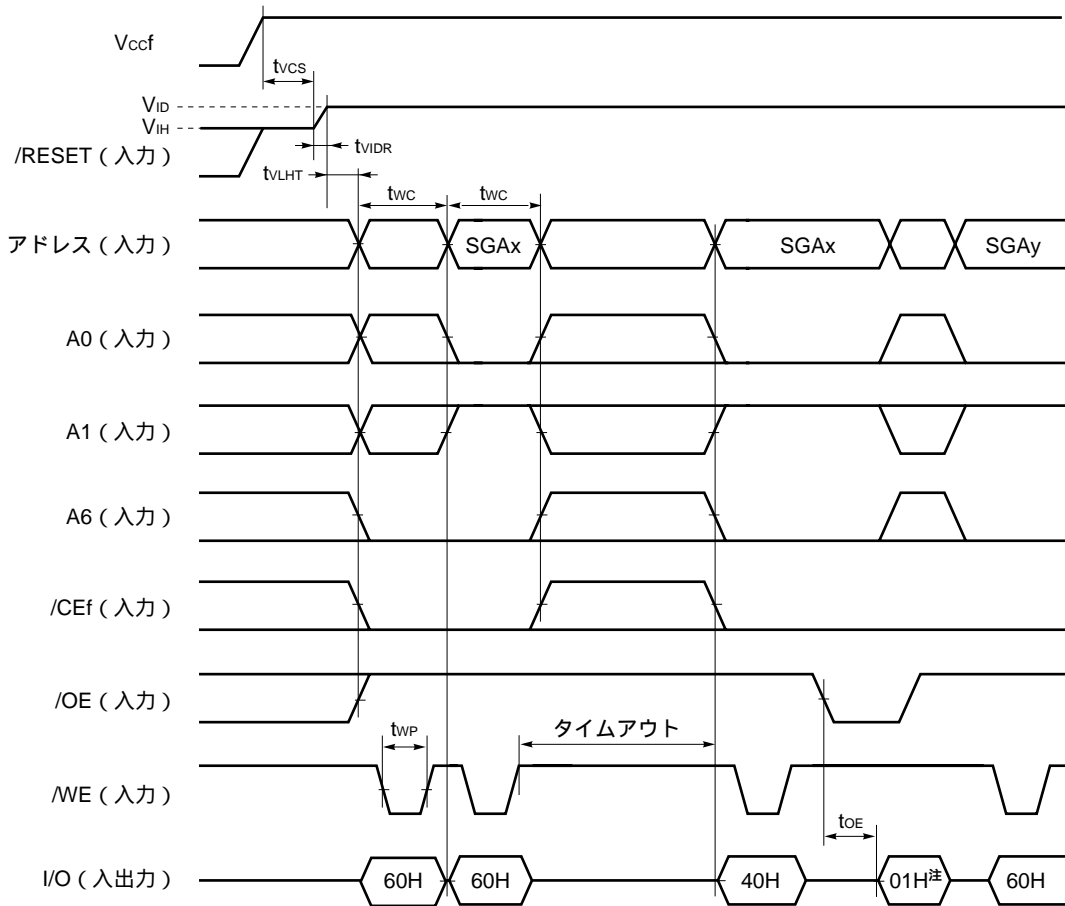 Vccf
tVCS
VID
VIH
/RESET（入力）
tVIDR
tVLHT
tWC
tWC
アドレス（入力）
SGAx
SGAx
SGAy
A0（入力）
A1（入力）
A6（入力）
/CEf（入力）
/OE（入力）
tWP
タイムアウト
/WE（入力）
tOE
I/O（入出力）
60H
60H
40H
01H注
60H